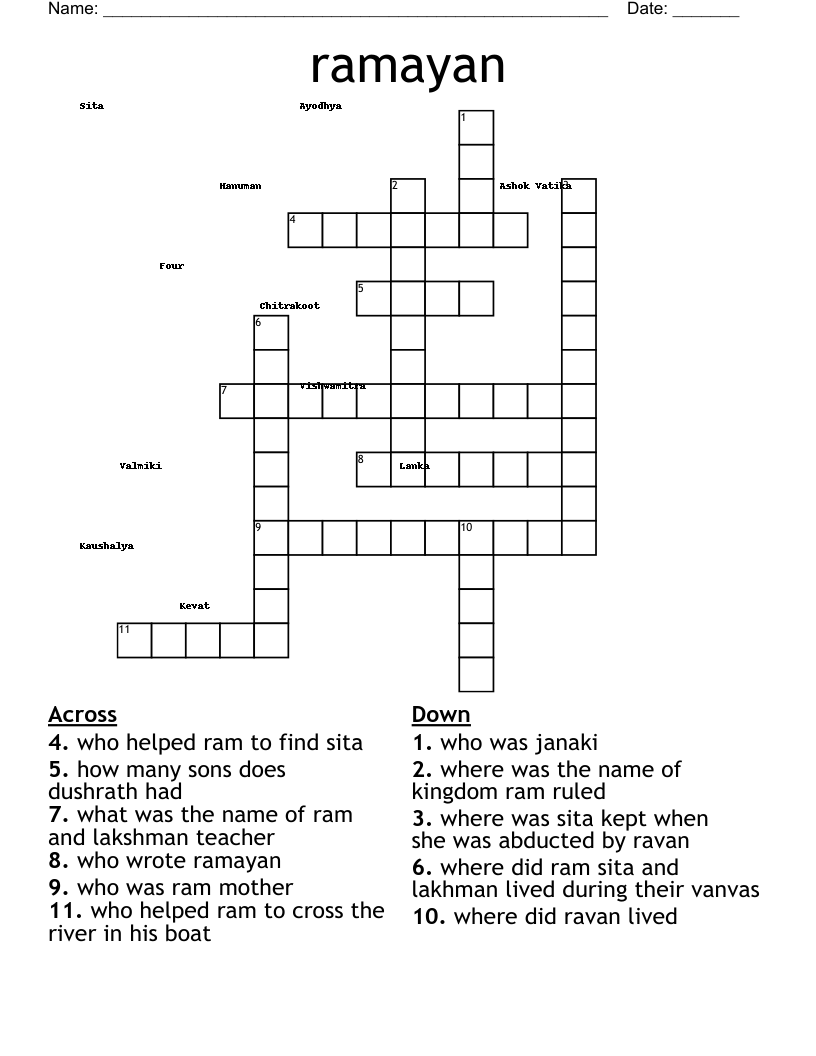 Name: _____________________________________________________ Date: _______
ramayan
Sita Ayodhya
1
Hanuman 2 Ashok Vatika 3
4
Four
5
Chitrakoot
6
7 Vishwamitra
Valmiki 8 Lanka
9 10
Kaushalya
Kevat
11
Across
4. who helped ram to find sita
5. how many sons does
dushrath had
7. what was the name of ram
and lakshman teacher
8. who wrote ramayan
9. who was ram mother
11. who helped ram to cross the
river in his boat
Down
1. who was janaki
2. where was the name of
kingdom ram ruled
3. where was sita kept when
she was abducted by ravan
6. where did ram sita and
lakhman lived during their vanvas
10. where did ravan lived